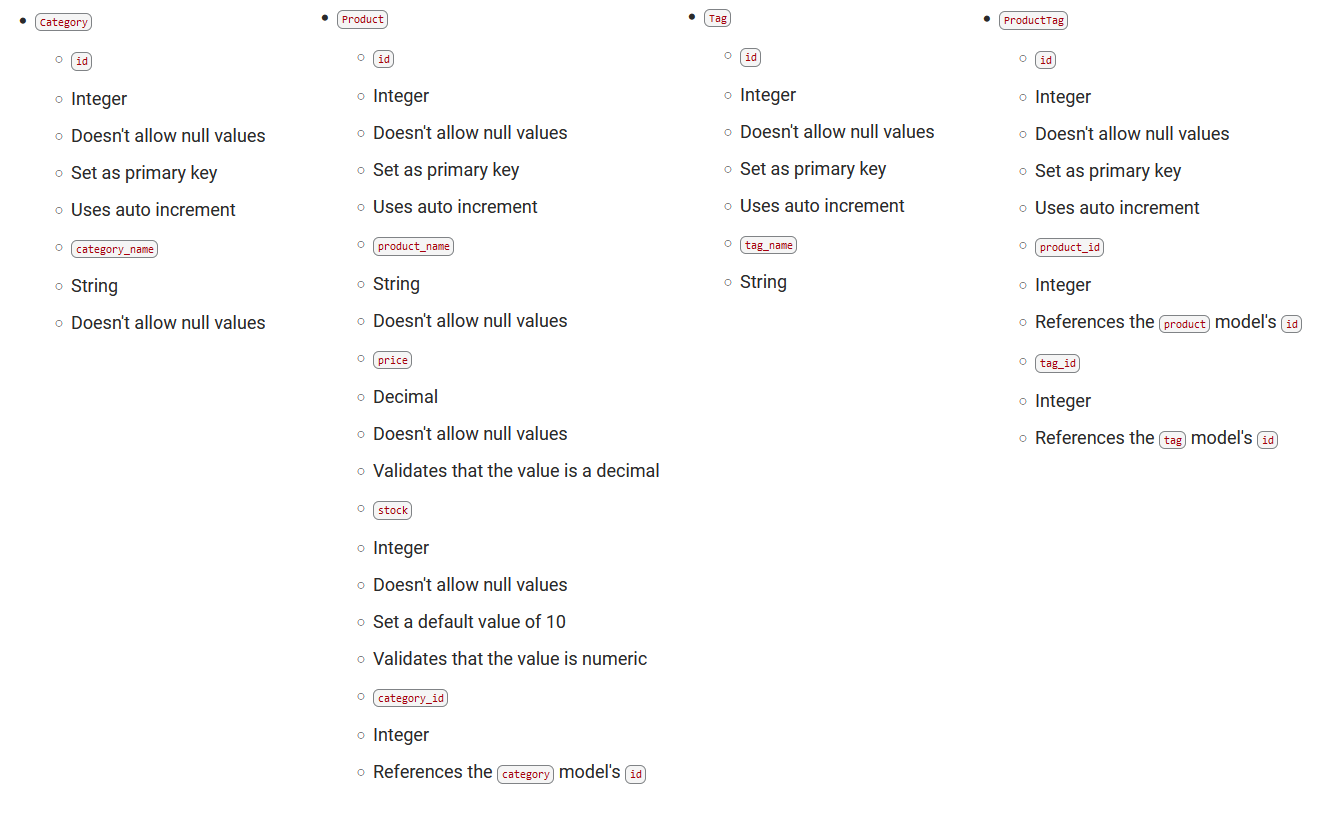 Category
id
Integer
Doesn't allow null values
Set as primary key
Uses auto increment
category_name
String
Doesn't allow null values
Product
id
Integer
Doesn't allow null values
Set as primary key
Uses auto increment
product_name
String
Doesn't allow null values
price
Decimal
Doesn't allow null values
Validates that the value is a decimal
stock
Integer
Doesn't allow null values
Set a default value of 10
Validates that the value is numeric
category_id
Integer
References the category model's id
Tag
id
Integer
Doesn't allow null values
Set as primary key
Uses auto increment
tag_name
String
ProductTag
id
Integer
Doesn't allow null values
Set as primary key
Uses auto increment
product_id
Integer
References the product model's id
tag_id
Integer
References the tag model's id